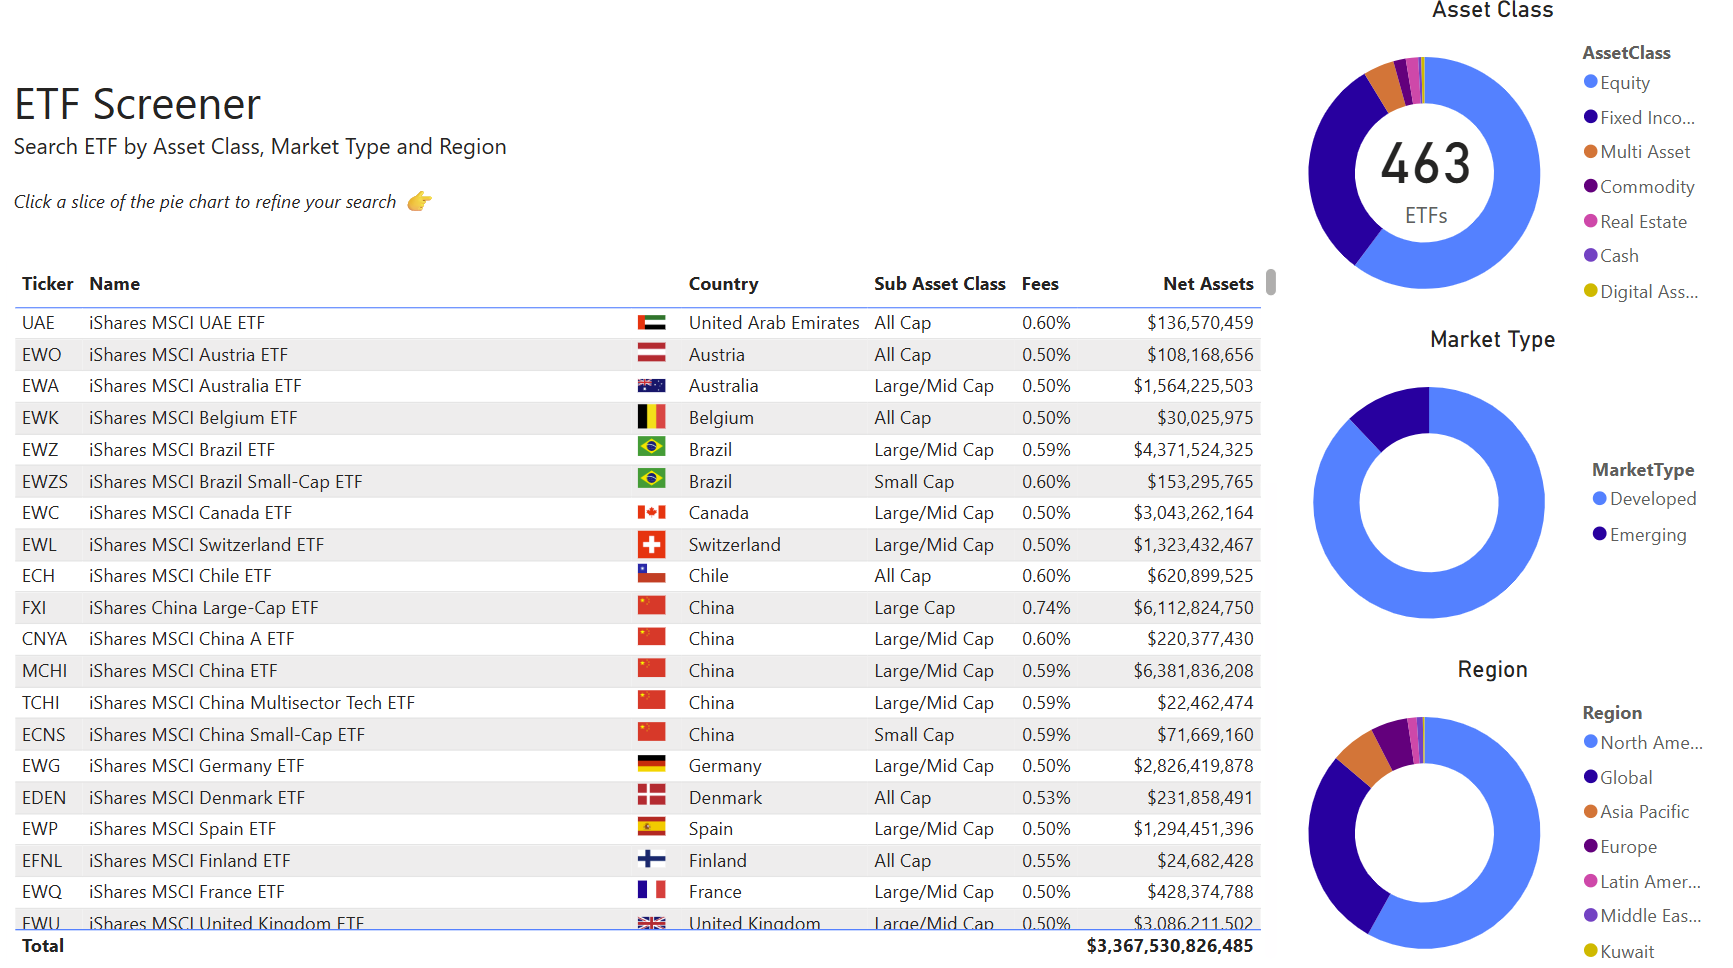 ETF Screener
Search ETF by Asset Class, Market Type and Region
Click a slice of the pie chart to refine your search
Ticker Name Country Sub Asset Class Fees Net Assets
UAE iShares MSCI UAE ETF United Arab Emirates All Cap 0.60% $136,570,459
EWO iShares MSCI Austria ETF Austria All Cap 0.50% $108,168,656
EWA iShares MSCI Australia ETF Australia Large/Mid Cap 0.50% $1,564,225,503
EWK iShares MSCI Belgium ETF Belgium All Cap 0.50% $30,025,975
EWZ iShares MSCI Brazil ETF Brazil Large/Mid Cap 0.59% $4,371,524,325
EWZS iShares MSCI Brazil Small-Cap ETF Brazil Small Cap 0.60% $153,295,765
EWC iShares MSCI Canada ETF Canada Large/Mid Cap 0.50% $3,043,262,164
EWL iShares MSCI Switzerland ETF Switzerland Large/Mid Cap 0.50% $1,323,432,467
ECH iShares MSCI Chile ETF Chile All Cap 0.60% $620,899,525
FXI iShares China Large-Cap ETF China Large Cap 0.74% $6,112,824,750
CNYA iShares MSCI China A ETF China Large/Mid Cap 0.60% $220,377,430
MCHI iShares MSCI China ETF China Large/Mid Cap 0.59% $6,381,836,208
TCHI iShares MSCI China Multisector Tech ETF China Large/Mid Cap 0.59% $22,462,474
ECNS iShares MSCI China Small-Cap ETF China Small Cap 0.59% $71,669,160
EWG iShares MSCI Germany ETF Germany Large/Mid Cap 0.50% $2,826,419,878
EDEN iShares MSCI Denmark ETF Denmark All Cap 0.53% $231,858,491
EWP iShares MSCI Spain ETF Spain Large/Mid Cap 0.50% $1,294,451,396
EFNL iShares MSCI Finland ETF Finland All Cap 0.55% $24,682,428
EWQ iShares MSCI France ETF France Large/Mid Cap 0.50% $428,374,788
EWU iShares MSCI United Kingdom ETF United Kingdom Large/Mid Cap 0.50% $3,086,211,502
Total $3,367,530,826,485
Asset Class
463
ETFs
AssetClass
Equity
Fixed Inco...
Multi Asset
Commodity
Real Estate
Cash
Digital Ass...
Market Type
MarketType
Developed
Emerging
Region
Region
North Ame...
Global
Asia Pacific
Europe
Latin Amer...
Middle Eas...
Kuwait